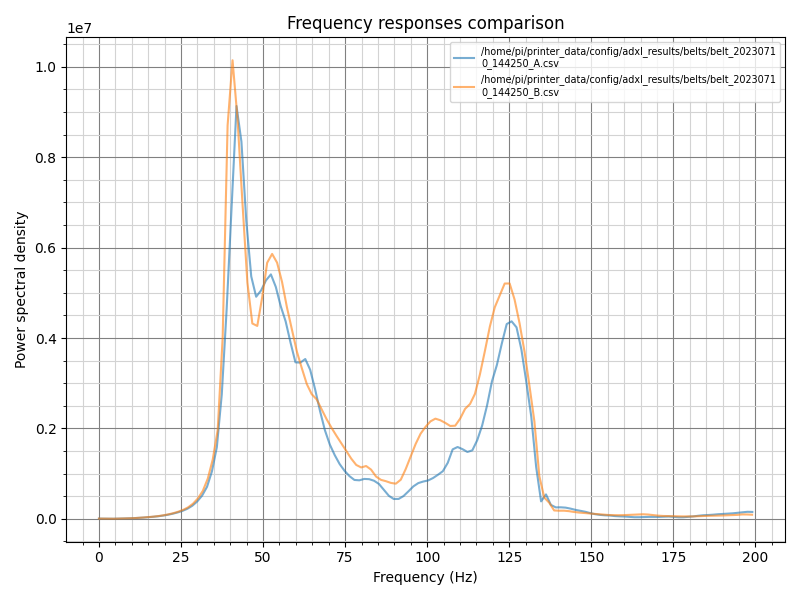 Frequency responses comparison
1e7
/home/pi/printer_data/config/adxl_results/belts/belt_2023071
0_144250_A.csv
/home/pi/printer_data/config/adxl_results/belts/belt_2023071
0_144250_B.csv
1.0
0.8
0.6
0.4
0.2
0.0
Power spectral density
0 25 50 75 100 125 150 175 200
Frequency (Hz)